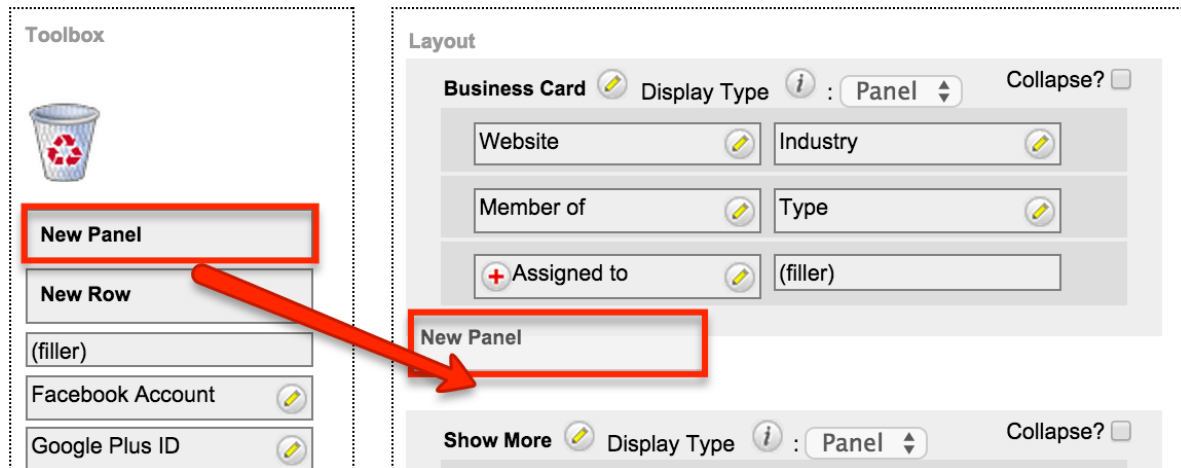 Toolbox
New Panel
New Row
(filler)
Facebook Account
Google Plus ID
Layout
Business Card Display Type i : Panel Collapse?
Website Industry
Member of Type
Assigned to (filler)
New Panel
Show More Display Type i : Panel Collapse?